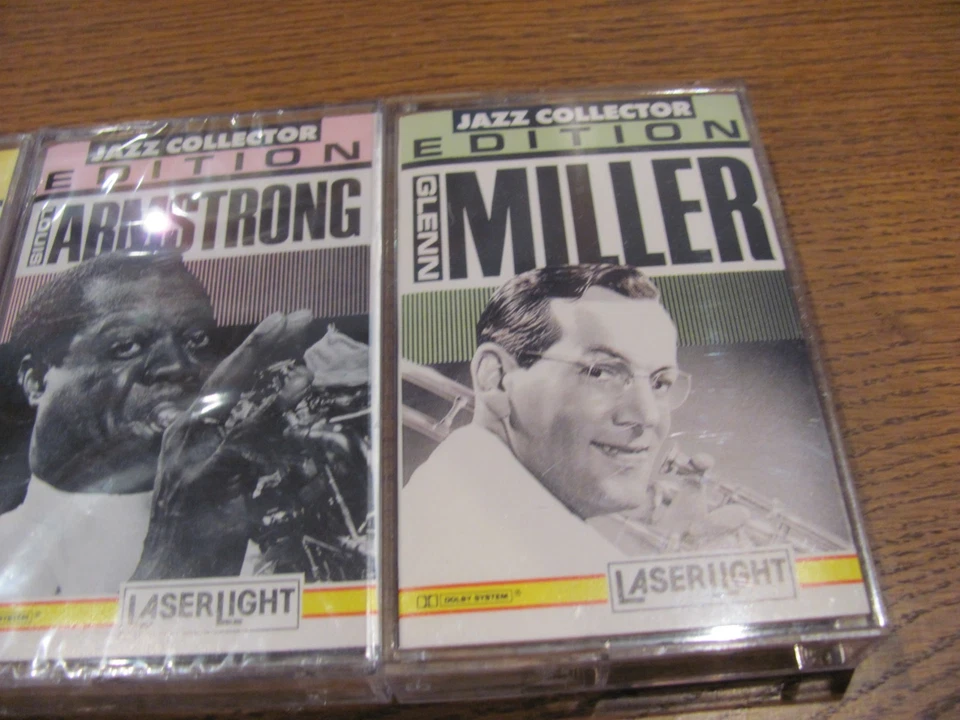 JAZZ COLLECTOR
EDITION
LOUIS
ARMSTRONG
LASERLIGHT
JAZZ COLLECTOR
EDITION
GLENN
MILLER
DOLBY SYSTEM®
LASERLIGHT